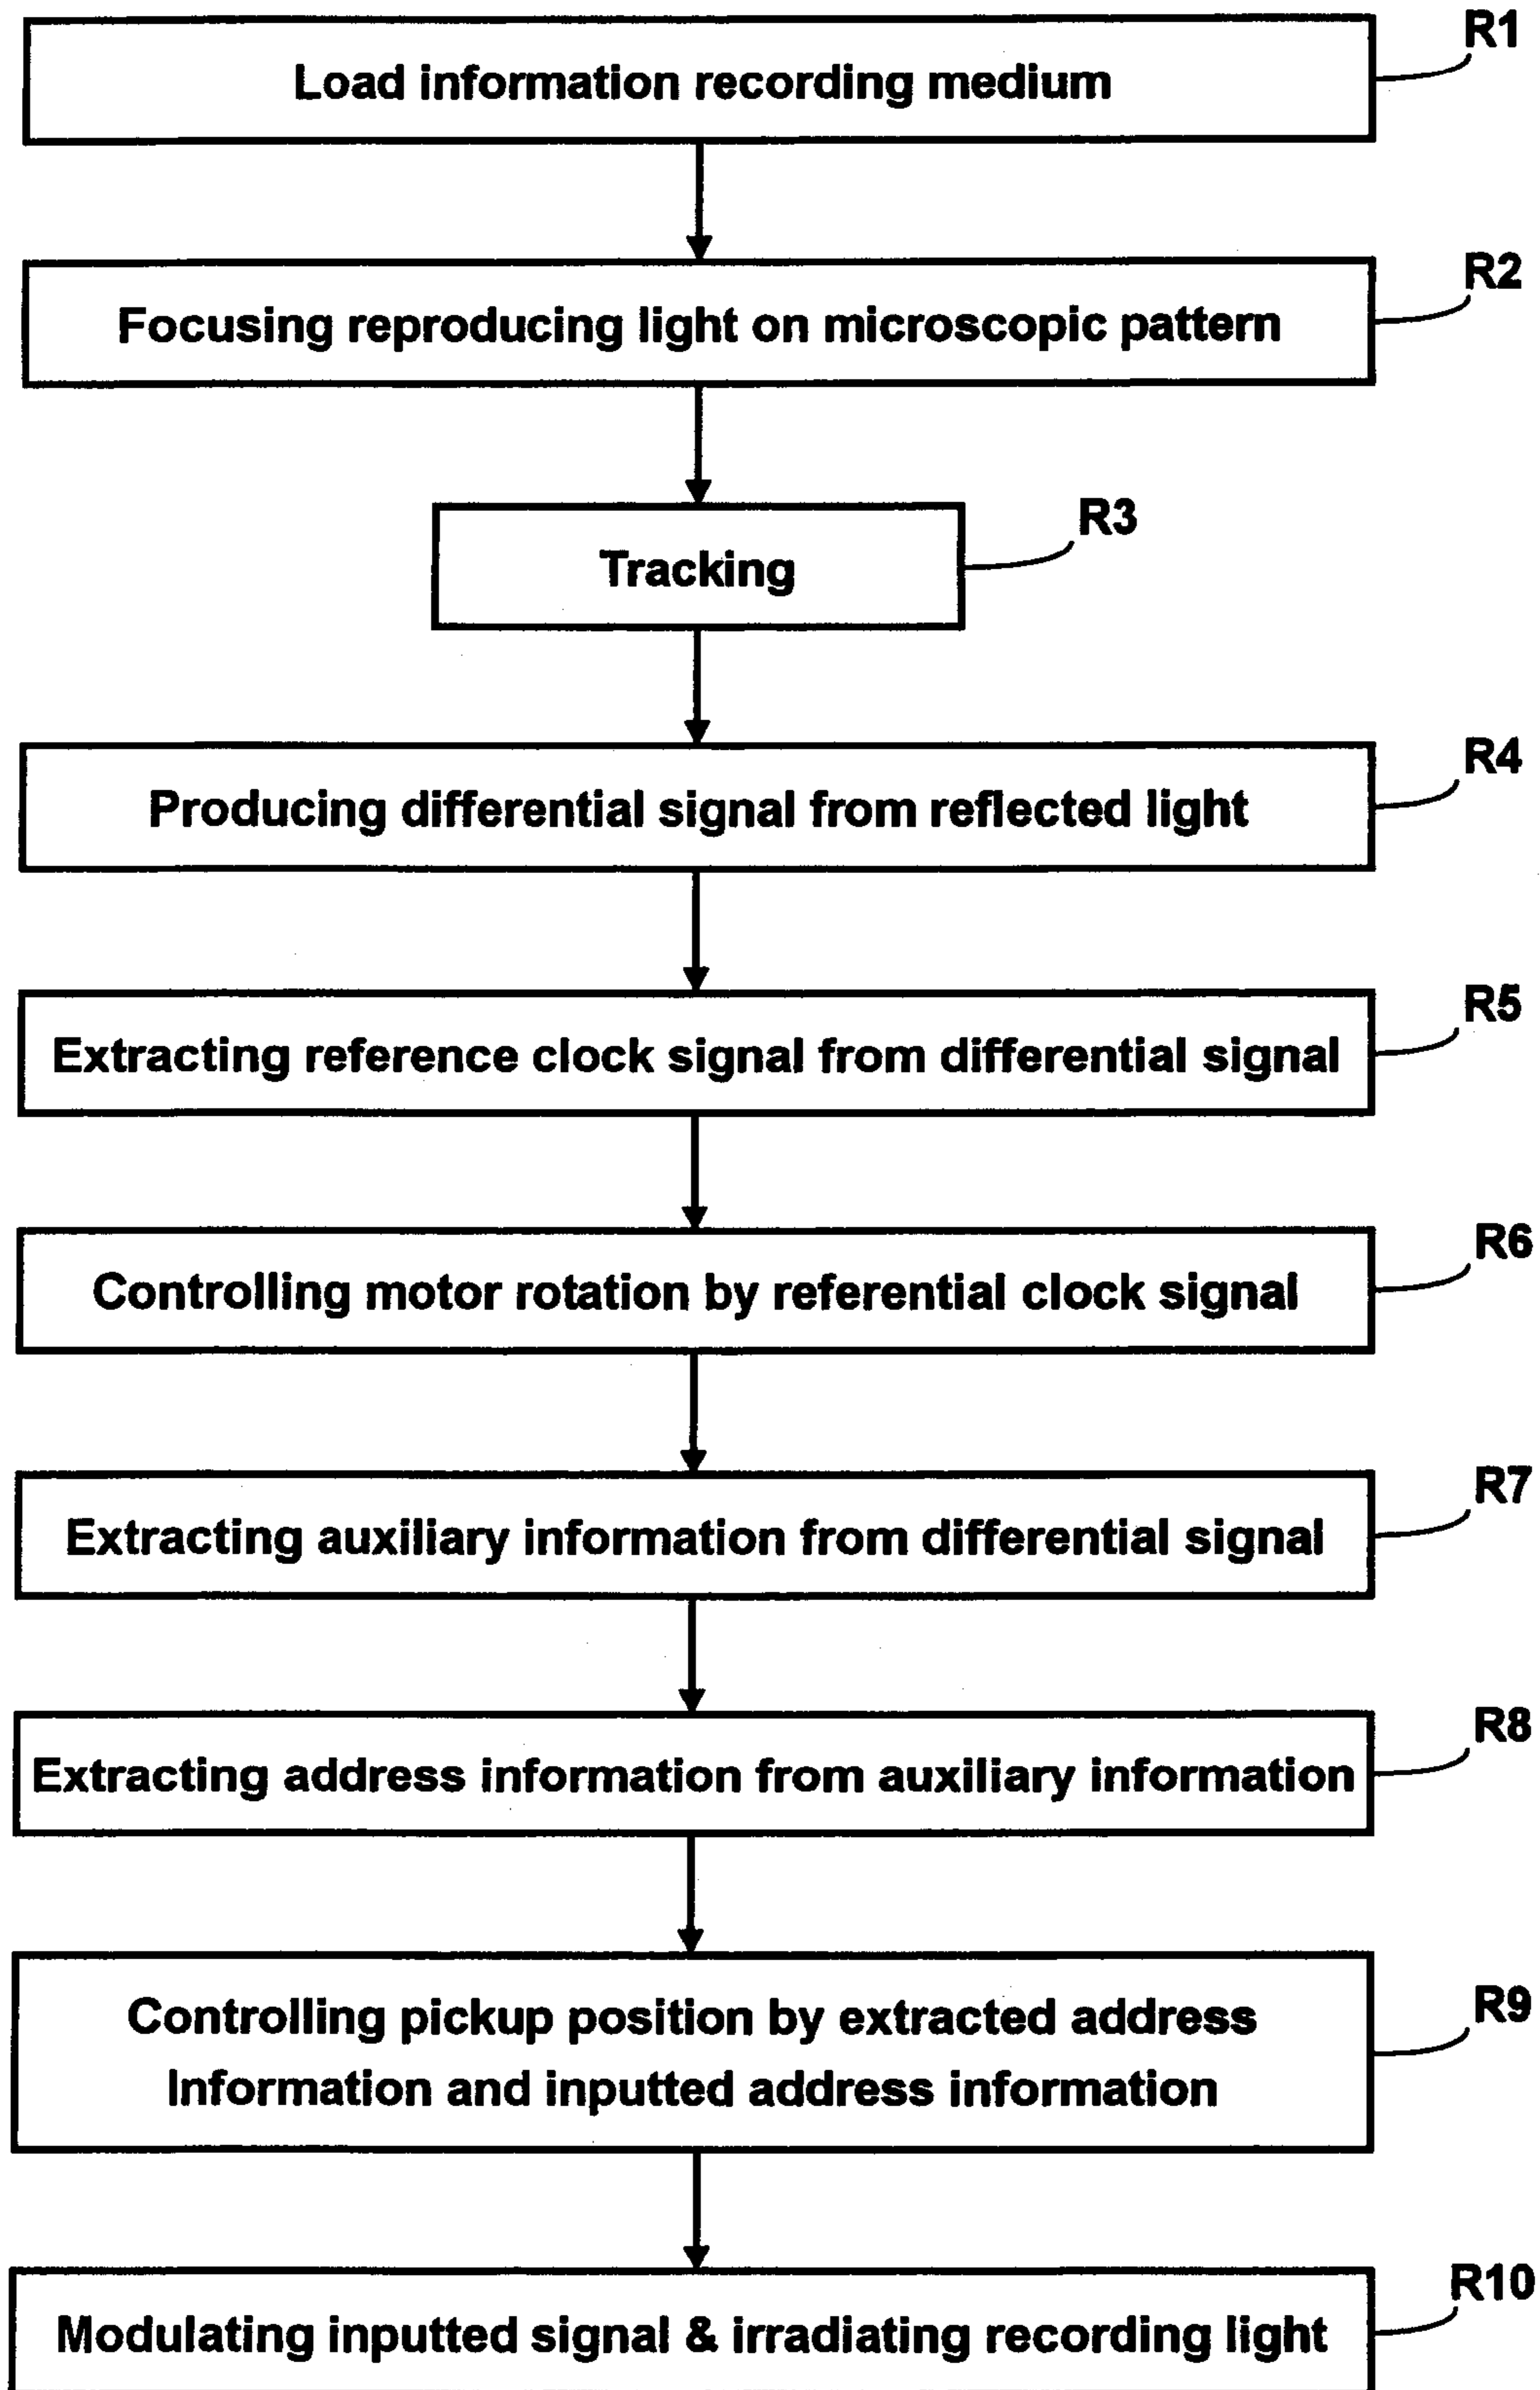 R1
Load information recording medium
R2
Focusing reproducing light on microscopic pattern
R3
Tracking
R4
Producing differential signal from reflected light
R5
Extracting reference clock signal from differential signal
R6
Controlling motor rotation by referential clock signal
R7
Extracting auxiliary information from differential signal
R8
Extracting address information from auxiliary information
R9
Controlling pickup position by extracted address
Information and inputted address information
R10
Modulating inputted signal & irradiating recording light